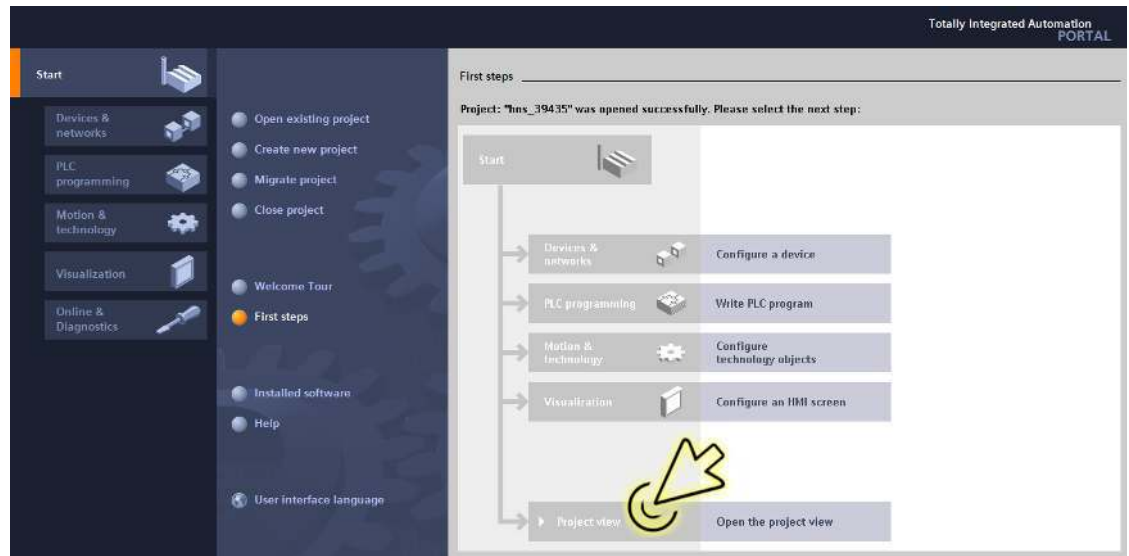 Totally Integrated Automation
PORTAL
Start
Devices &
networks
PLC
programming
Motion &
technology
Visualization
Online &
Diagnostics
Open existing project
Create new project
Migrate project
Close project
Welcome Tour
First steps
Installed software
Help
User interface language
First steps
Project: "hns_39435" was opened successfully. Please select the next step:
Start
Devices &
networks
Configure a device
PLC programming
Write PLC program
Motion &
technology
Configure
technology objects
Visualization
Configure an HMI screen
Project view
Open the project view